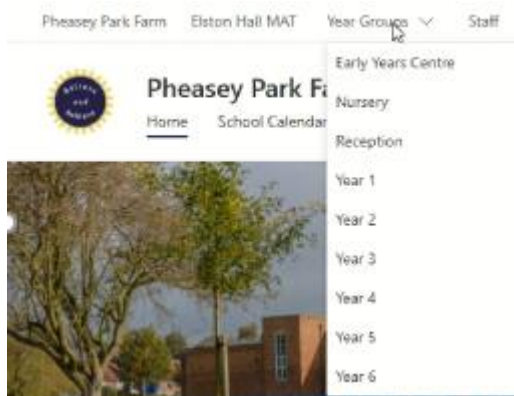 Pheasey Park Farm Elston Hall MAT Year Groups Staff
Early Years Centre
Pheasey Park Fa
Nursery
Home School Calendar
Reception
Year 1
Year 2
Year 3
Year 4
Year 5
Year 6